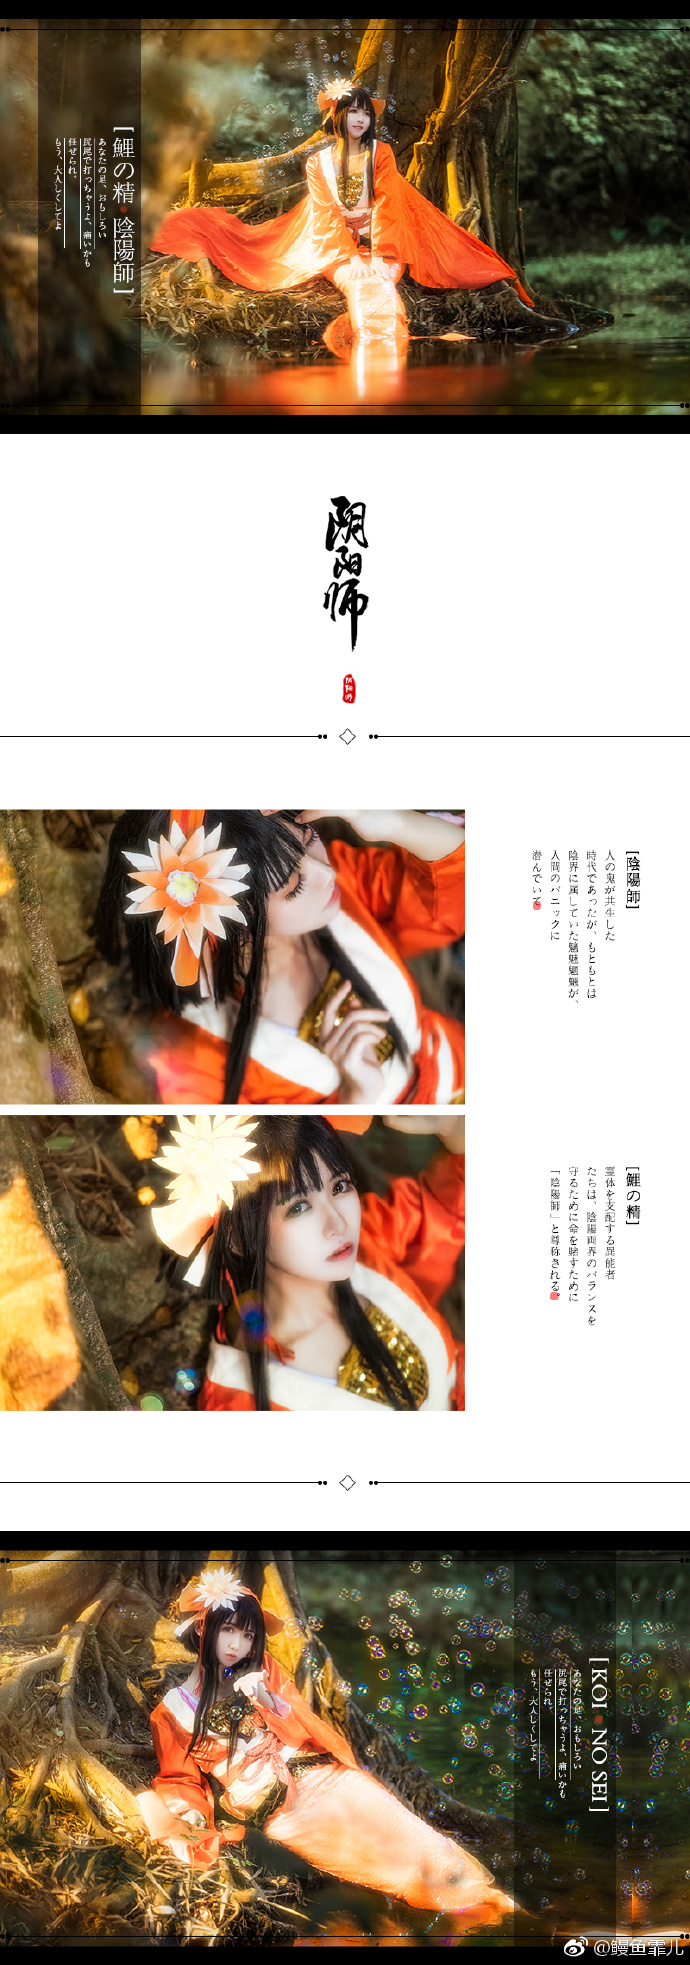 [鯉の精・陰陽師]
あなたの足、おもしろい
尻尾で打っちゃうよ、痛いかも
任ぜられ。
もう、大人しくしてよ
阴阳师
阴阳师
[陰陽師]
人の鬼が共生した
時代であったが、もともとは
陰界に属していた魑魅魍魎が、
人間のパニックに
潜んでいて
[鯉の精]
霊体を支配する異能者
たちは、陰陽両界のバランスを
守るために命を賭すために
「陰陽師」と尊称される。
[KOI・NO SEI]
あなたの足、おもしろい
尻尾で打っちゃうよ、痛いかも
任ぜられ。
もう、大人しくしてよ
@鳗鱼霏儿